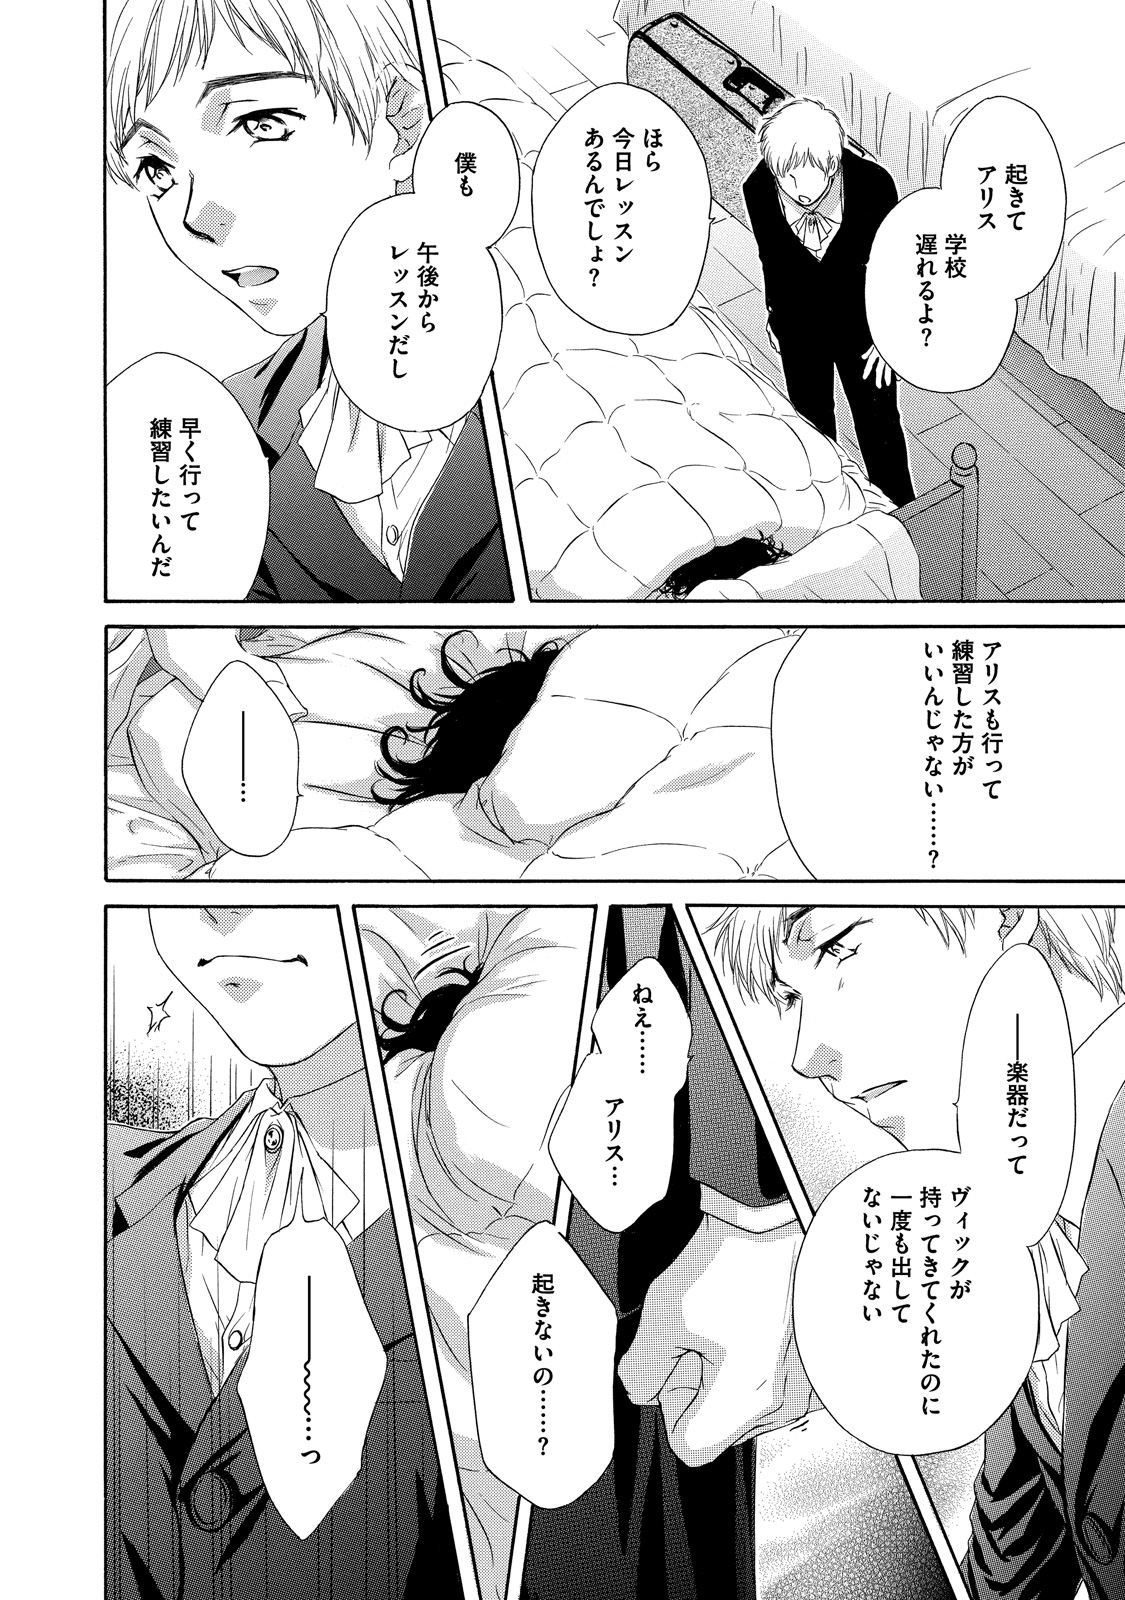 起きて
アリス
学校
遅れるよ?
ほら
今日レッスン
あるんでしょ?
僕も
午後から
レッスンだし
早く行って
練習したいんだ
アリスも行って
練習した方が
いいんじゃない……?
――…
――楽器だって
ヴィックが
持ってきてくれたのに
一度も出して
ないじゃない
ねえ……
アリス…
起きないの……?
――〜〜…っ